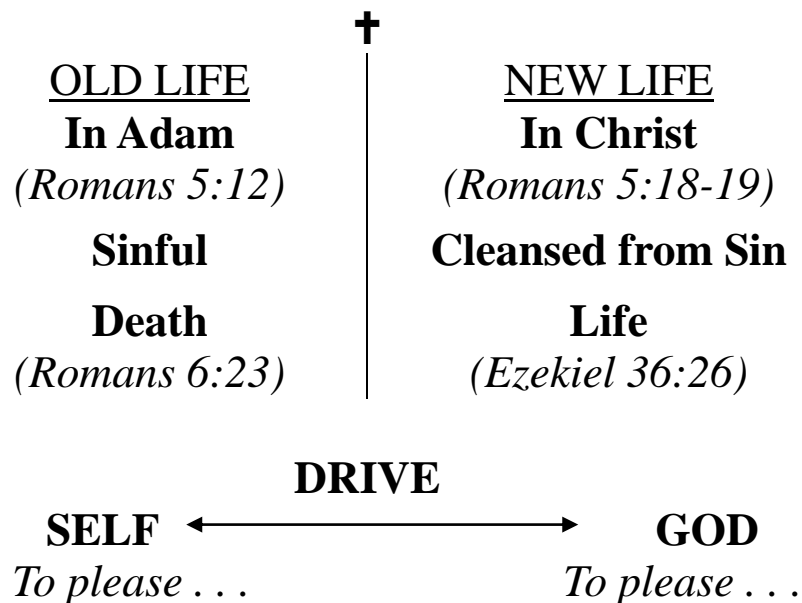 ✝
OLD LIFE
In Adam
(Romans 5:12)
Sinful
Death
(Romans 6:23)
NEW LIFE
In Christ
(Romans 5:18-19)
Cleansed from Sin
Life
(Ezekiel 36:26)
DRIVE
SELF GOD
To please . . . To please . . .